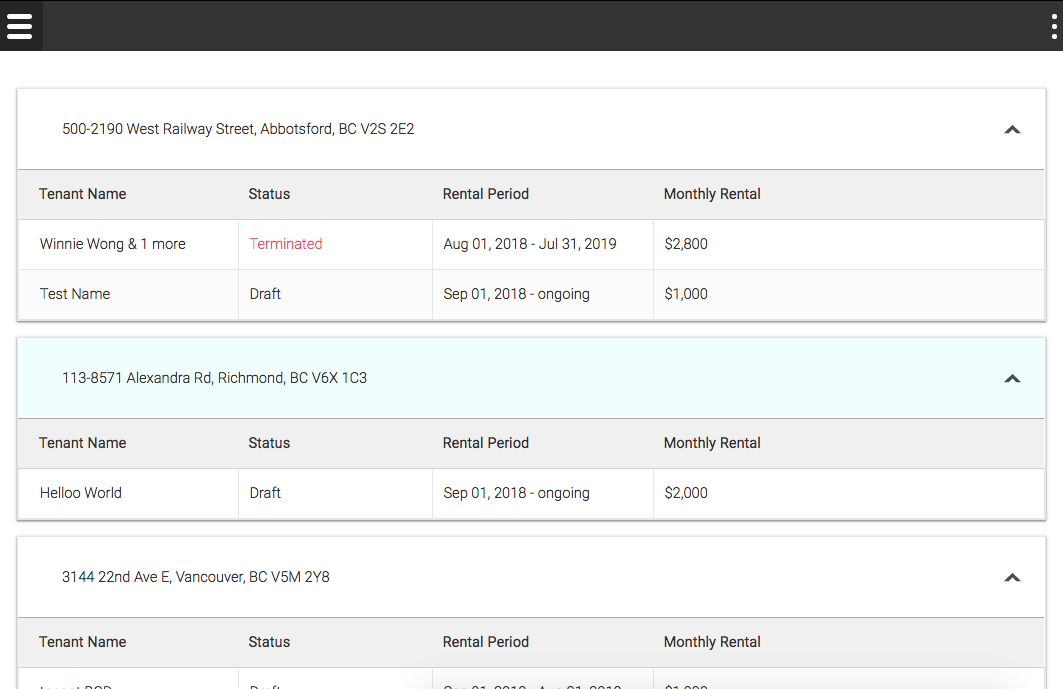 500-2190 West Railway Street, Abbotsford, BC V2S 2E2
Tenant Name Status Rental Period Monthly Rental
Winnie Wong & 1 more Terminated Aug 01, 2018 - Jul 31, 2019 $2,800
Test Name Draft Sep 01, 2018 - ongoing $1,000
113-8571 Alexandra Rd, Richmond, BC V6X 1C3
Tenant Name Status Rental Period Monthly Rental
Helloo World Draft Sep 01, 2018 - ongoing $2,000
3144 22nd Ave E, Vancouver, BC V5M 2Y8
Tenant Name Status Rental Period Monthly Rental
Draft